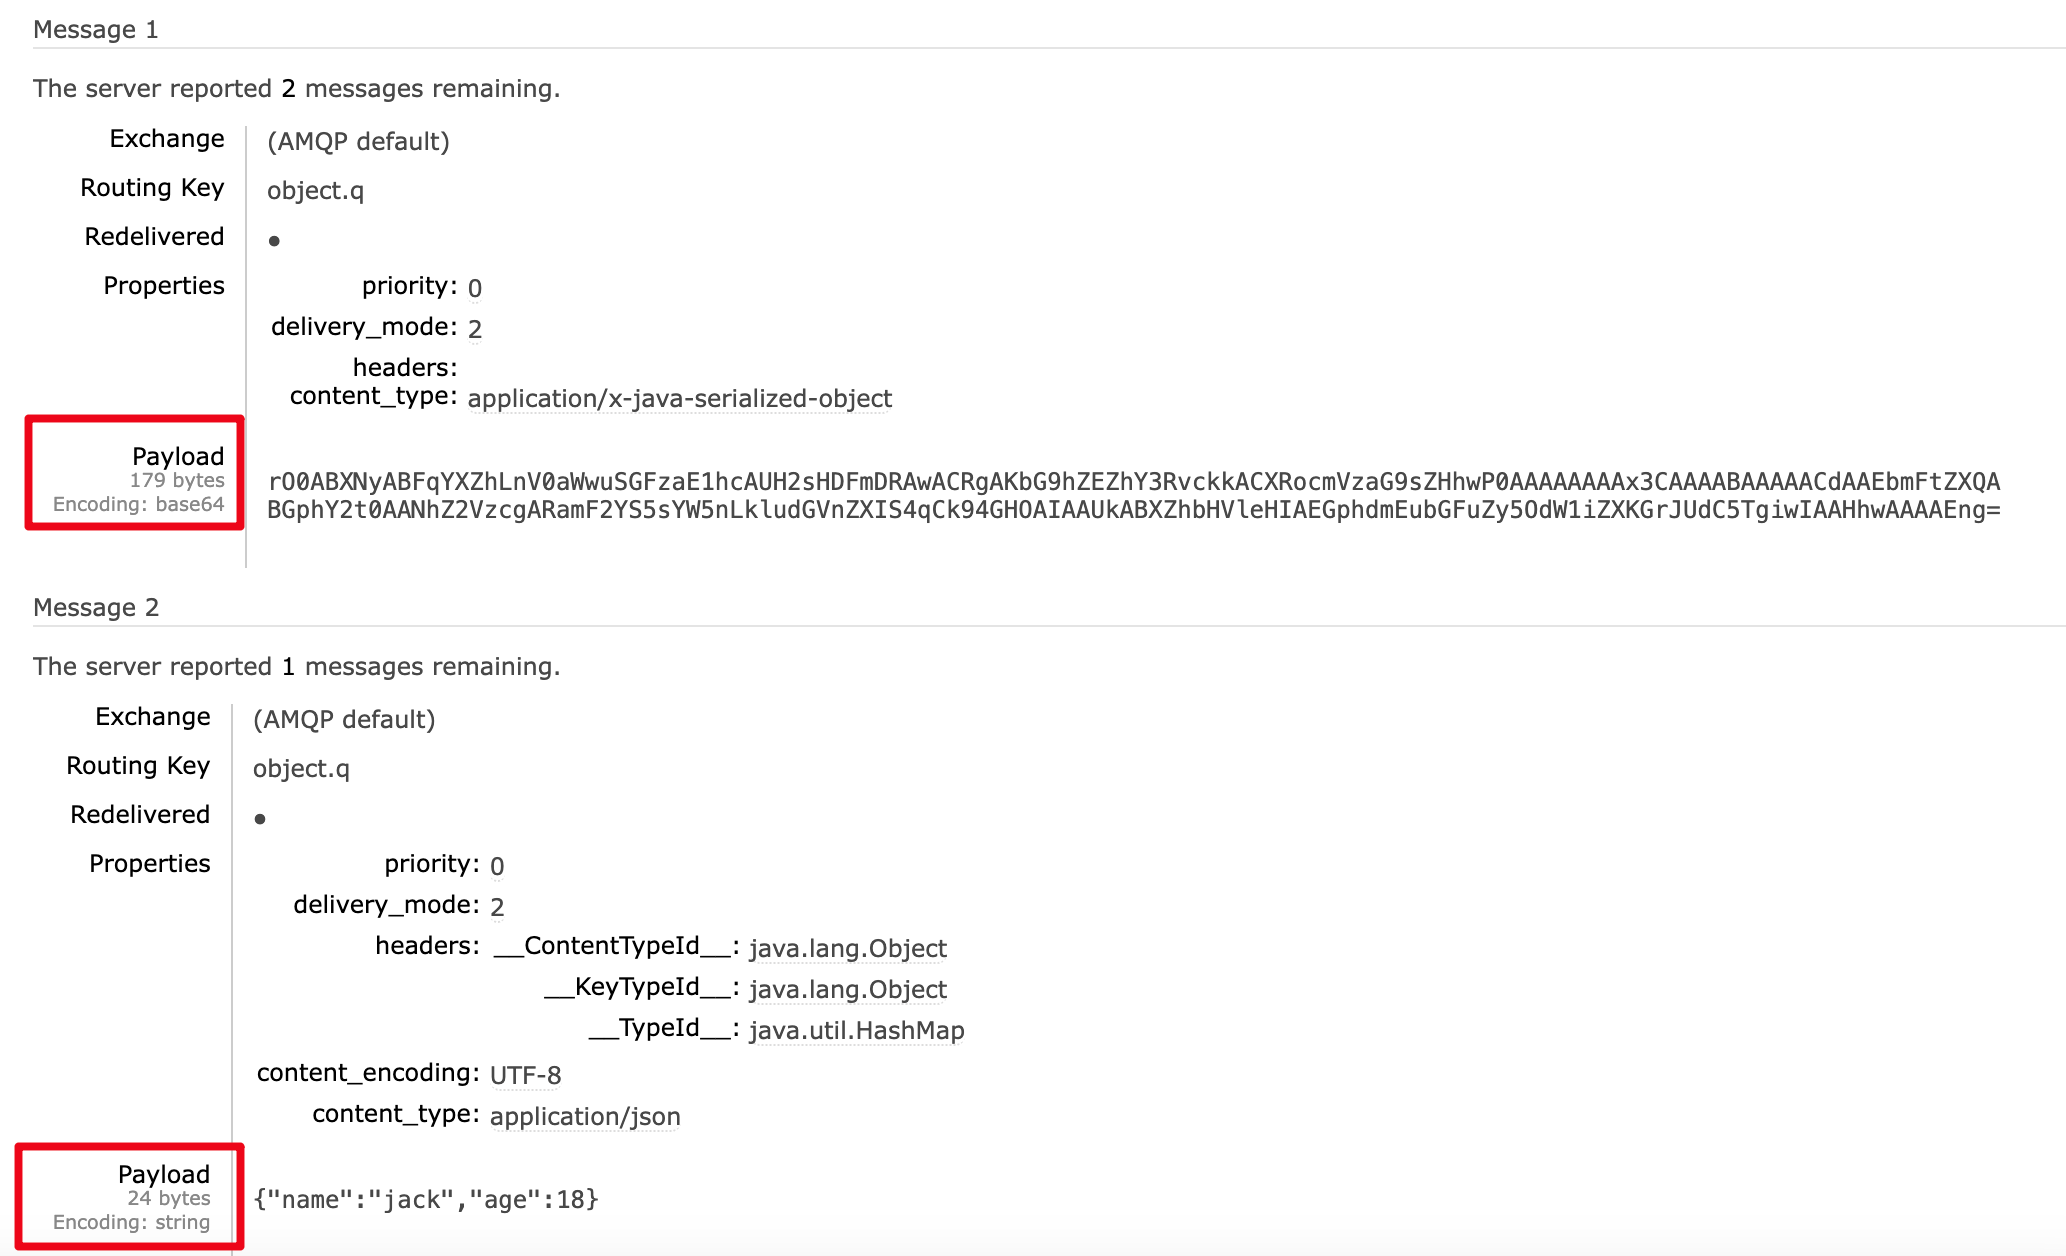 Message 1
The server reported 2 messages remaining.
Exchange (AMQP default)
Routing Key object.q
Redelivered ●
Properties priority: 0
delivery_mode: 2
headers:
content_type: application/x-java-serialized-object
Payload
179 bytes
Encoding: base64
rO0ABXNyABFqYXZhLnV0aWwuSGFzaE1hcAUH2sHDFmDRAwACRgAKbG9hZEZhY3RvckkACXRocmVzaG9sZHhwP0AAAAAAAAx3CAAAABAAAAACdAAEbmFtZXQA
BGphY2t0AANhZ2VzcgARamF2YS5sYW5nLkludGVnZXIS4qCk94GHOAIAAUkABXZhbHVleHIAEGphdmEubGFuZy5OdW1iZXKGrJUdC5TgiwIAAHhwAAAAEng=
Message 2
The server reported 1 messages remaining.
Exchange (AMQP default)
Routing Key object.q
Redelivered ●
Properties priority: 0
delivery_mode: 2
headers: __ContentTypeId__: java.lang.Object
__KeyTypeId__: java.lang.Object
__TypeId__: java.util.HashMap
content_encoding: UTF-8
content_type: application/json
Payload
24 bytes
Encoding: string
{"name":"jack","age":18}